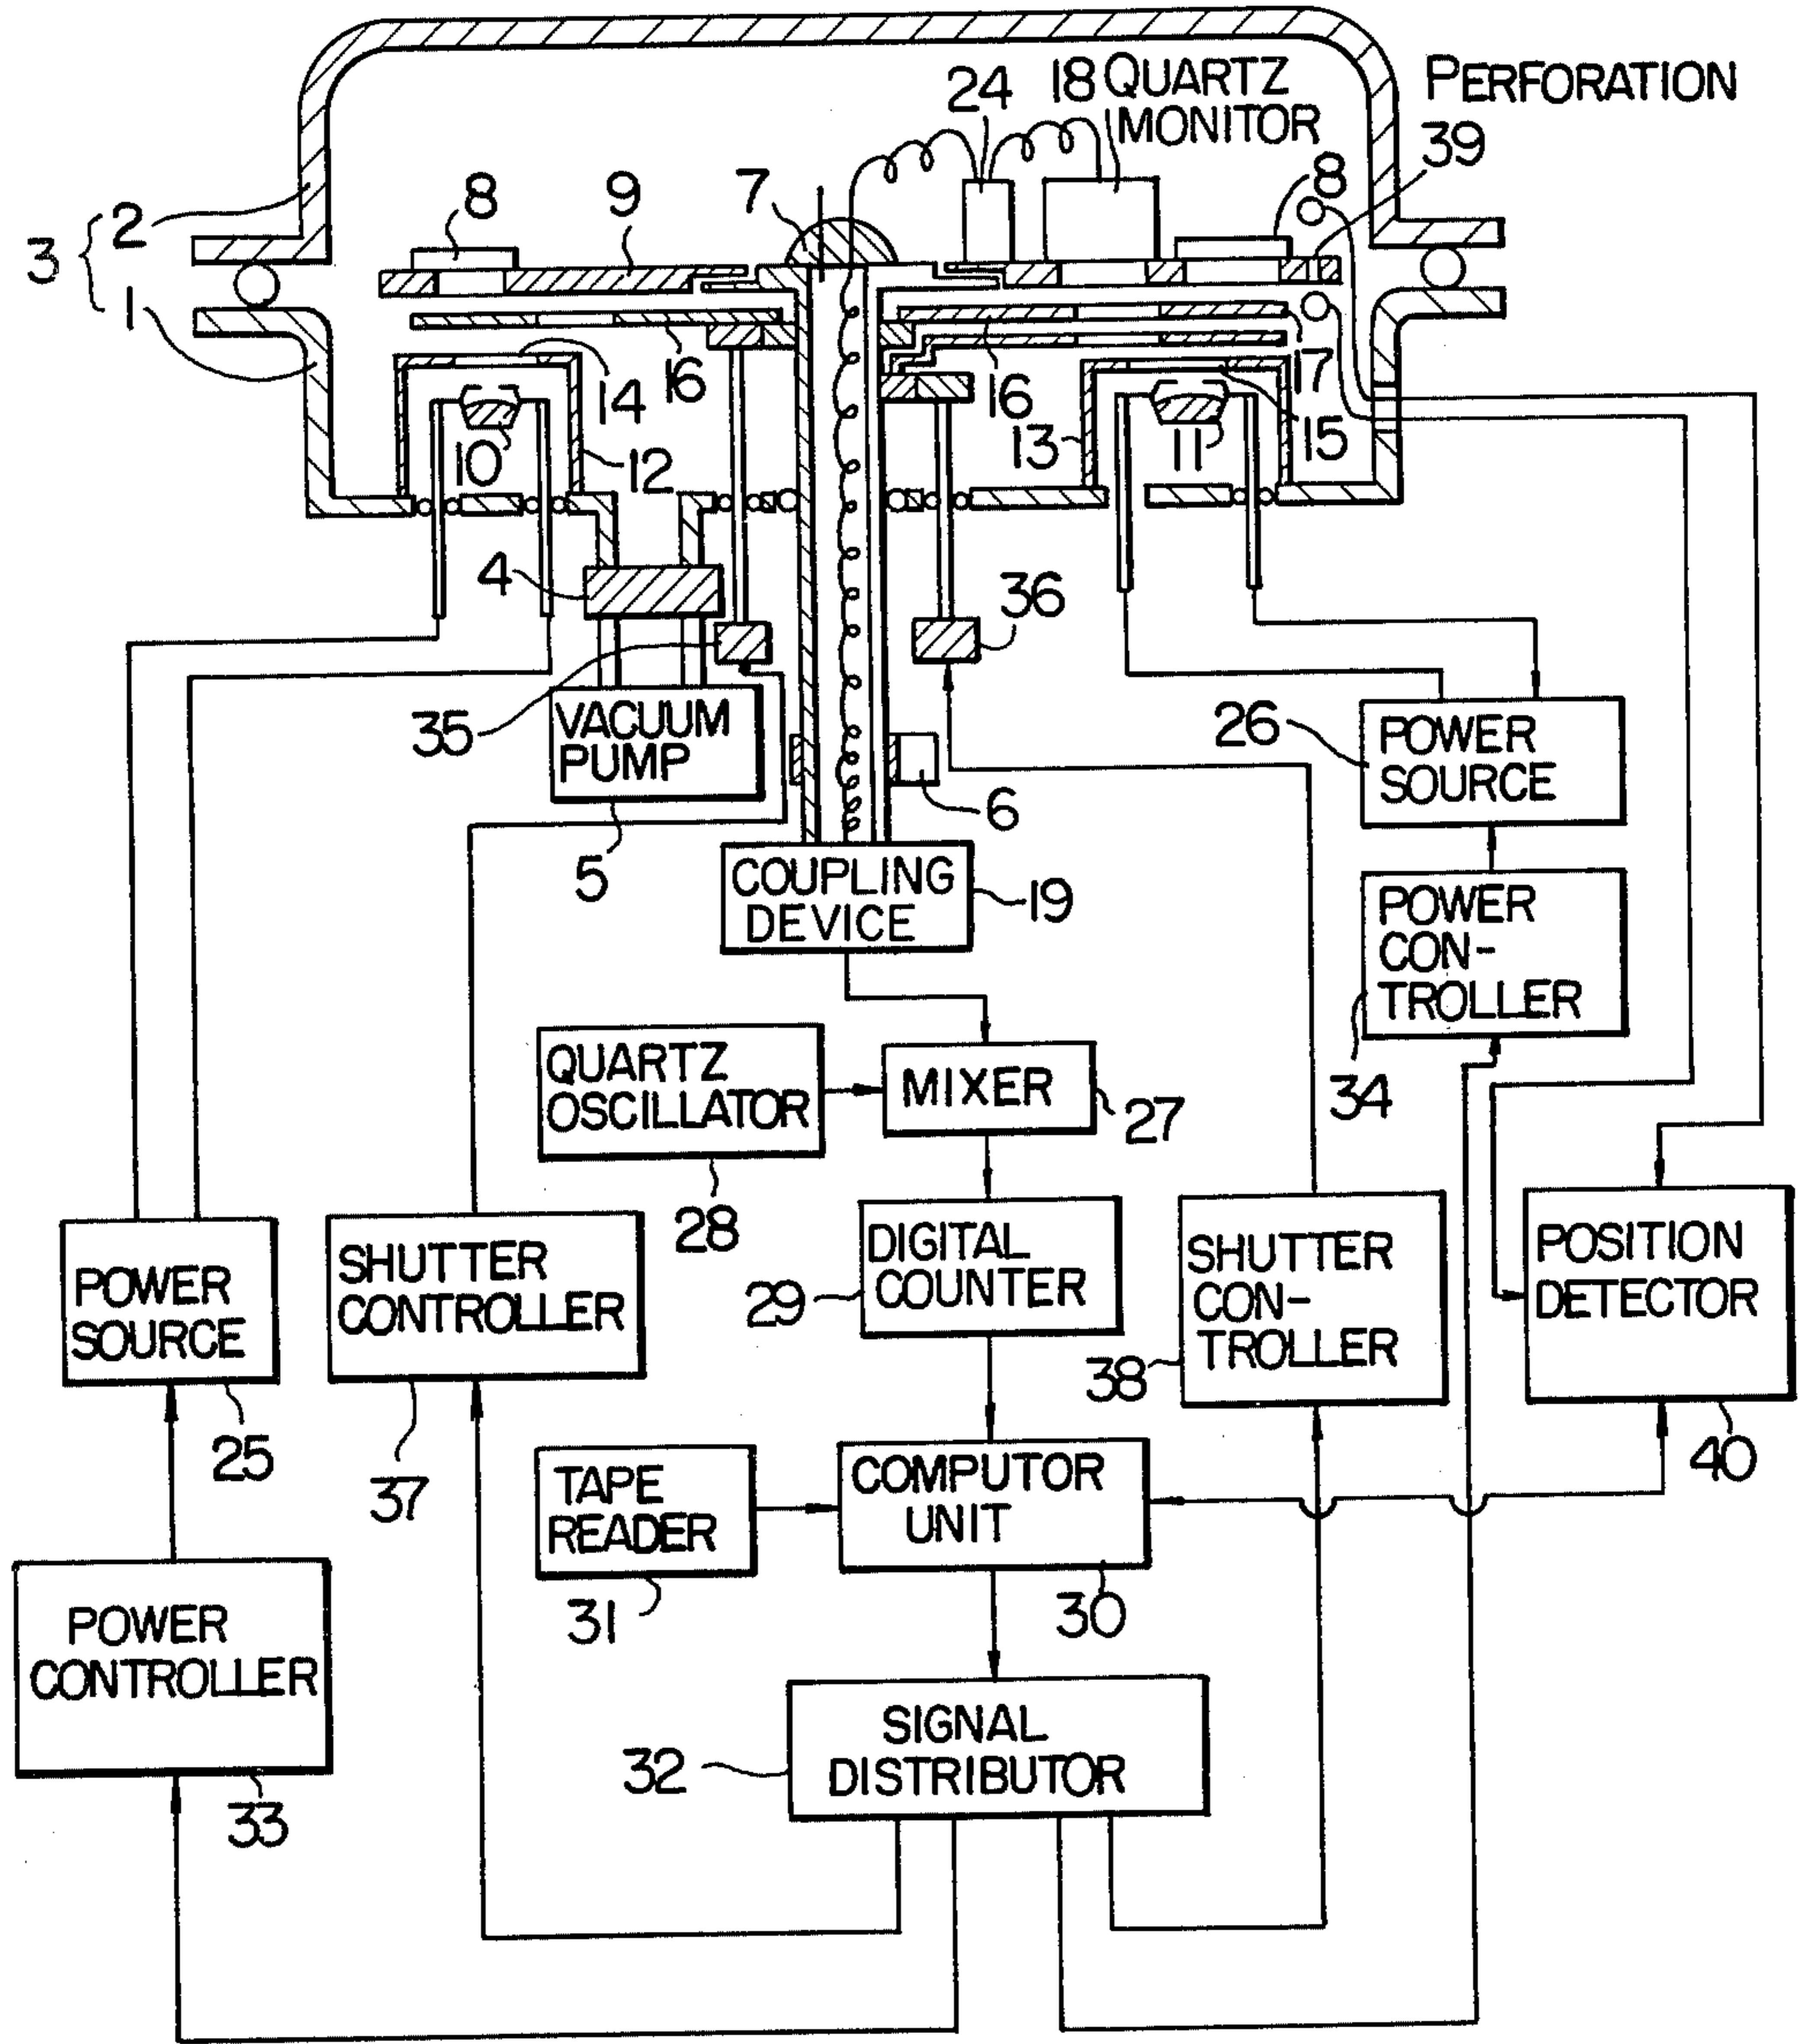 PERFORATION
39
24
18 QUARTZ
MONITOR
8
7
8
9
3
2
1
16
14
10
12
16
17
13
11
15
4
36
35
VACUUM
PUMP
5
6
26
POWER
SOURCE
COUPLING
DEVICE
19
POWER
CON-
TROLLER
34
QUARTZ
OSCILLATOR
28
MIXER
27
POWER
SOURCE
25
SHUTTER
CONTROLLER
37
DIGITAL
COUNTER
29
SHUTTER
CON-
TROLLER
38
POSITION
DETECTOR
40
TAPE
READER
31
COMPUTOR
UNIT
30
POWER
CONTROLLER
33
SIGNAL
DISTRIBUTOR
32